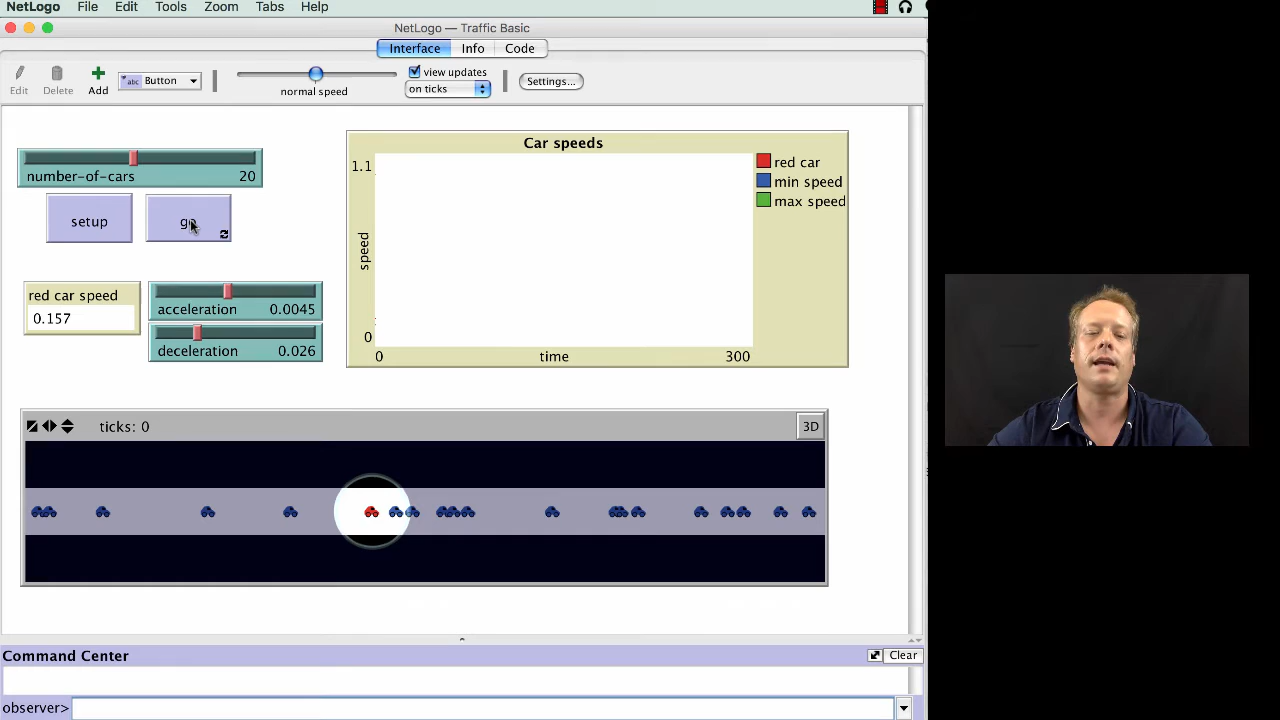 NetLogo File Edit Tools Zoom Tabs Help
NetLogo — Traffic Basic
Interface Info Code
Edit Delete Add abc Button normal speed view updates on ticks Settings...
number-of-cars 20
setup go
red car speed
0.157
acceleration 0.0045
deceleration 0.026
Car speeds
1.1
speed
0
0 time 300
red car
min speed
max speed
ticks: 0 3D
Command Center Clear
observer>